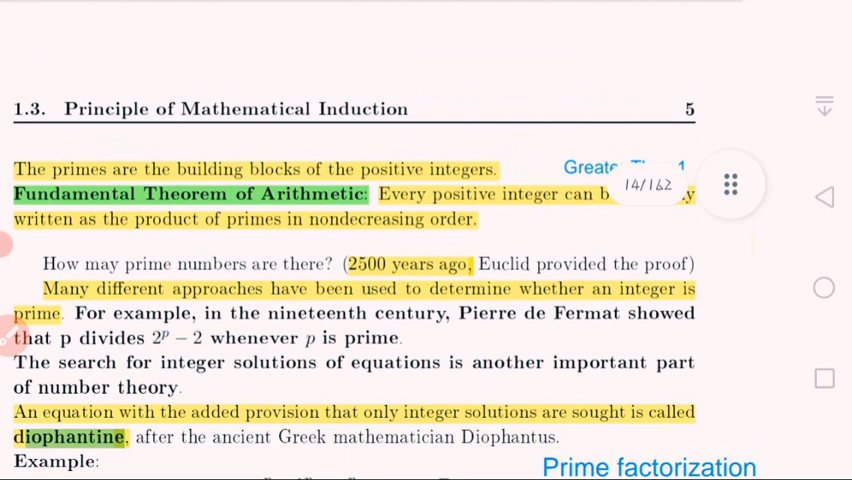 1.3. Principle of Mathematical Induction 5
The primes are the building blocks of the positive integers.
14/162
Fundamental Theorem of Arithmetic: Every positive integer can
written as the product of primes in nondecreasing order.
How may prime numbers are there? (2500 years ago, Euclid provided the proof)
Many different approaches have been used to determine whether an integer is
prime. For example, in the nineteenth century, Pierre de Fermat showed
that p divides 2ᵖ − 2 whenever p is prime.
The search for integer solutions of equations is another important part
of number theory.
An equation with the added provision that only integer solutions are sought is called
diophantine, after the ancient Greek mathematician Diophantus.
Example:
Prime factorization